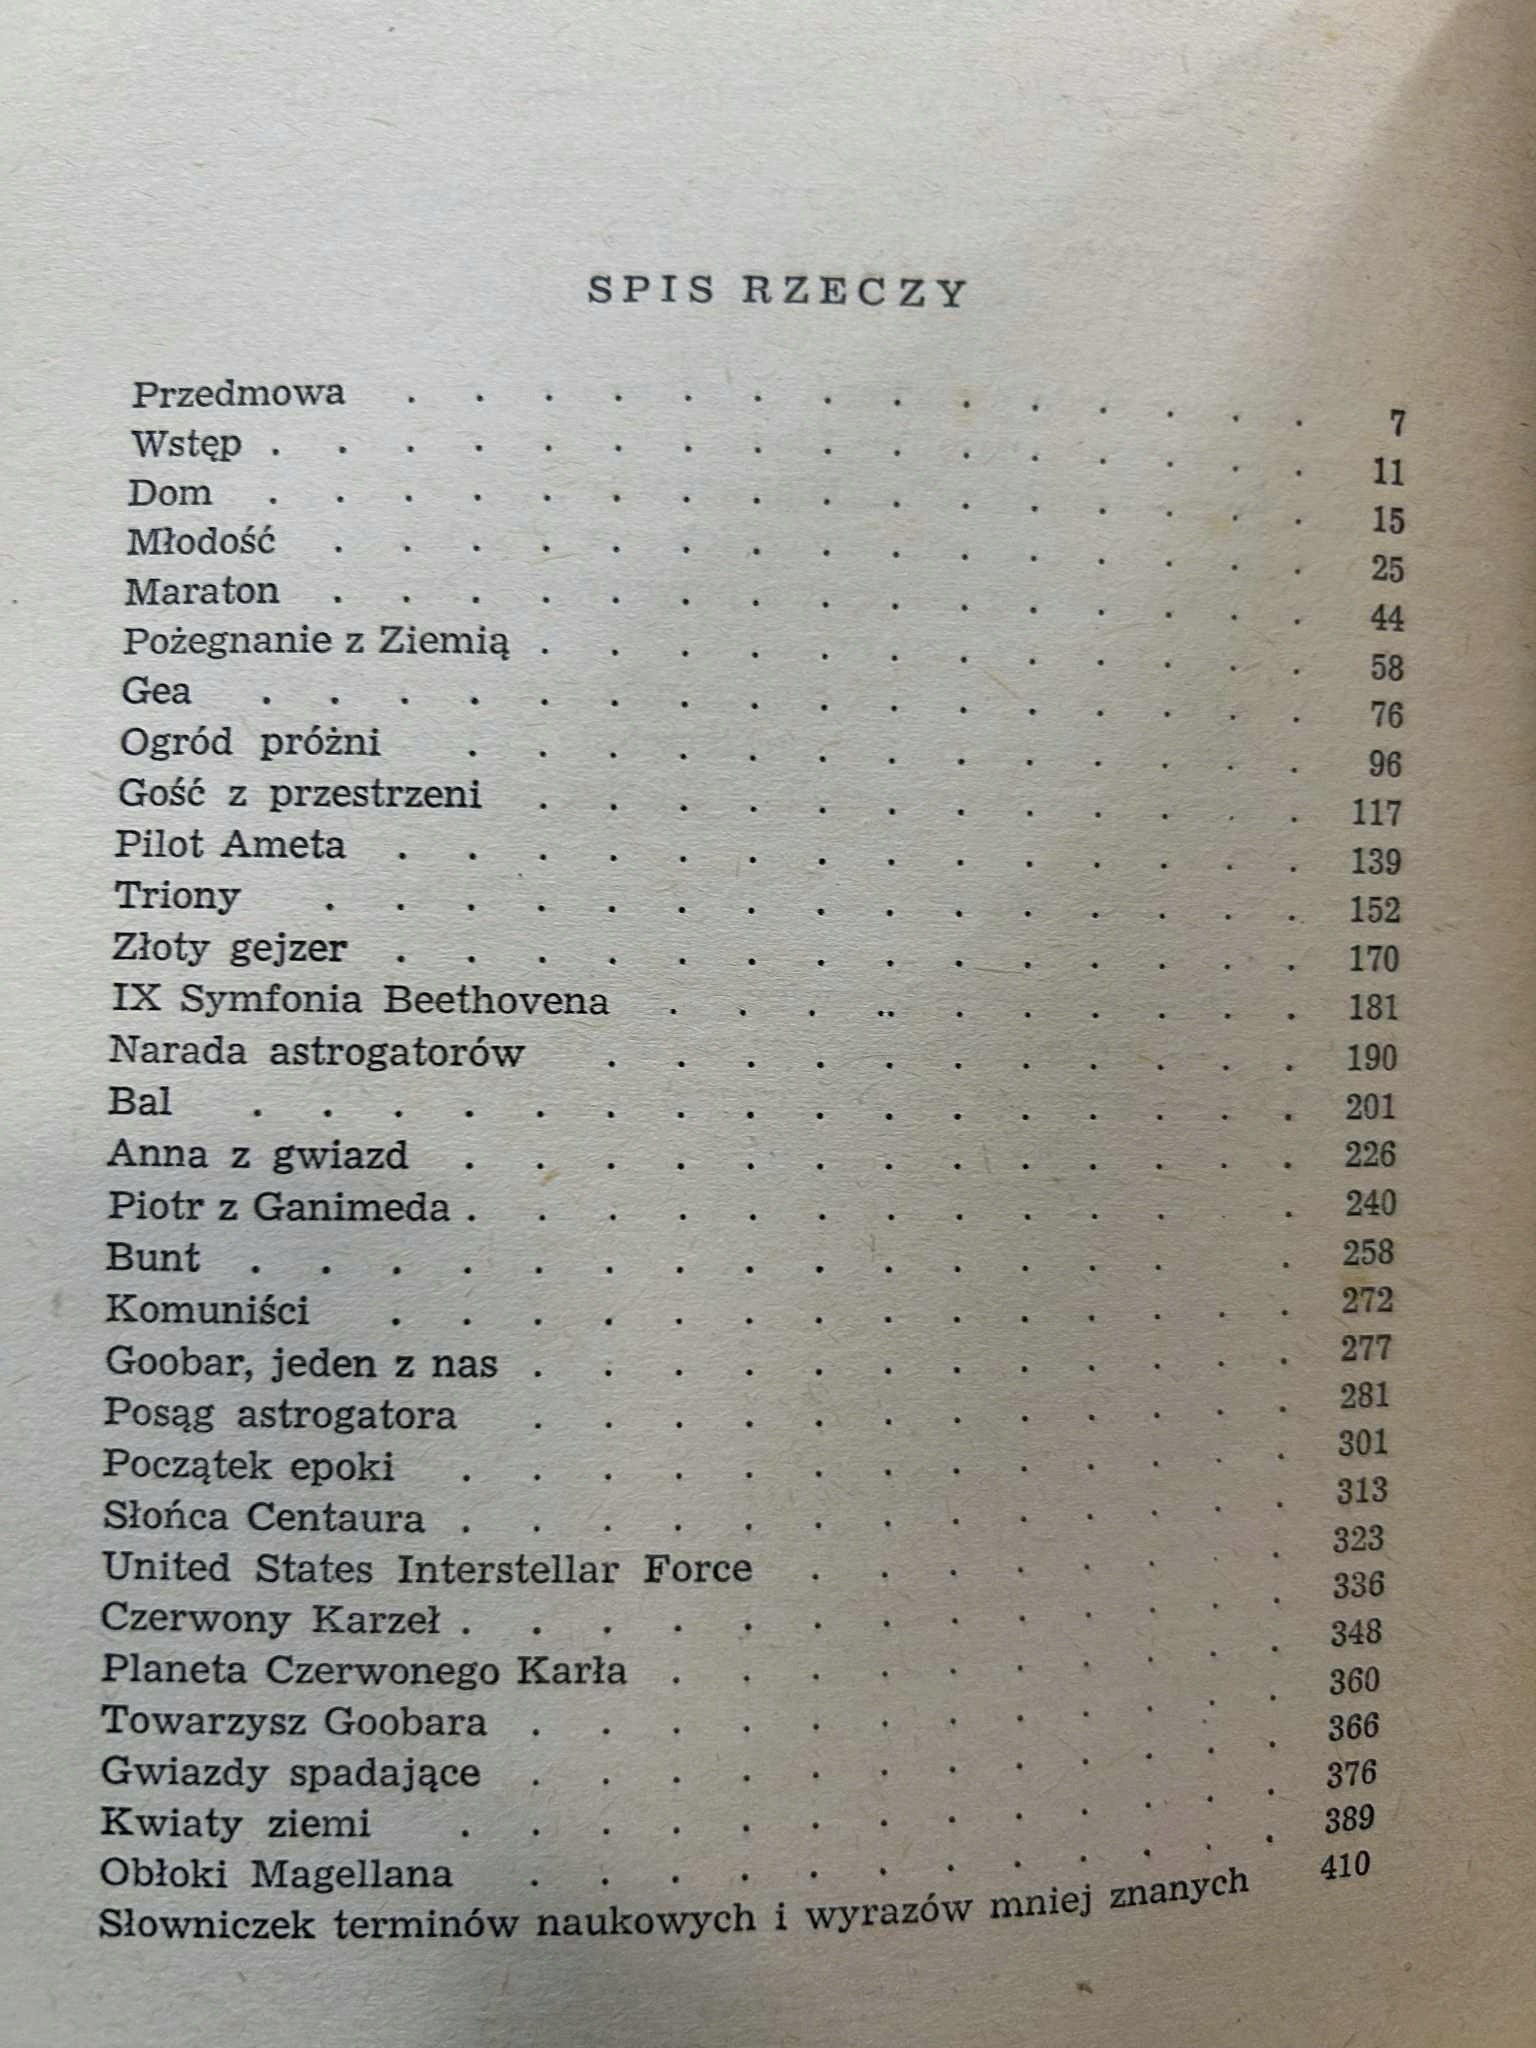 SPIS RZECZY
Przedmowa . . . . . . . . . . . . . . 7
Wstęp . . . . . . . . . . . . . . . . 11
Dom . . . . . . . . . . . . . . . . 15
Młodość . . . . . . . . . . . . . . . 25
Maraton . . . . . . . . . . . . . . . 44
Pożegnanie z Ziemią . . . . . . . . . . . . 58
Gea . . . . . . . . . . . . . . . . 76
Ogród próżni . . . . . . . . . . . . . 96
Gość z przestrzeni . . . . . . . . . . . . 117
Pilot Ameta . . . . . . . . . . . . . . 139
Triony . . . . . . . . . . . . . . . 152
Złoty gejzer . . . . . . . . . . . . . . 170
IX Symfonia Beethovena . . . . . . . . . . 181
Narada astrogatorów . . . . . . . . . . . 190
Bal . . . . . . . . . . . . . . . . 201
Anna z gwiazd . . . . . . . . . . . . . 226
Piotr z Ganimeda . . . . . . . . . . . . 240
Bunt . . . . . . . . . . . . . . . 258
Komuniści . . . . . . . . . . . . . . 272
Goobar, jeden z nas . . . . . . . . . . . . 277
Posąg astrogatora . . . . . . . . . . . . 281
Początek epoki . . . . . . . . . . . . . 301
Słońca Centaura . . . . . . . . . . . . . 313
United States Interstellar Force . . . . . . . . 323
Czerwony Karzeł . . . . . . . . . . . . . 336
Planeta Czerwonego Karła . . . . . . . . . . 348
Towarzysz Goobara . . . . . . . . . . . . 360
Gwiazdy spadające . . . . . . . . . . . . 366
Kwiaty ziemi . . . . . . . . . . . . . 376
Obłoki Magellana . . . . . . . . . . . . 389
Słowniczek terminów naukowych i wyrazów mniej znanych 410